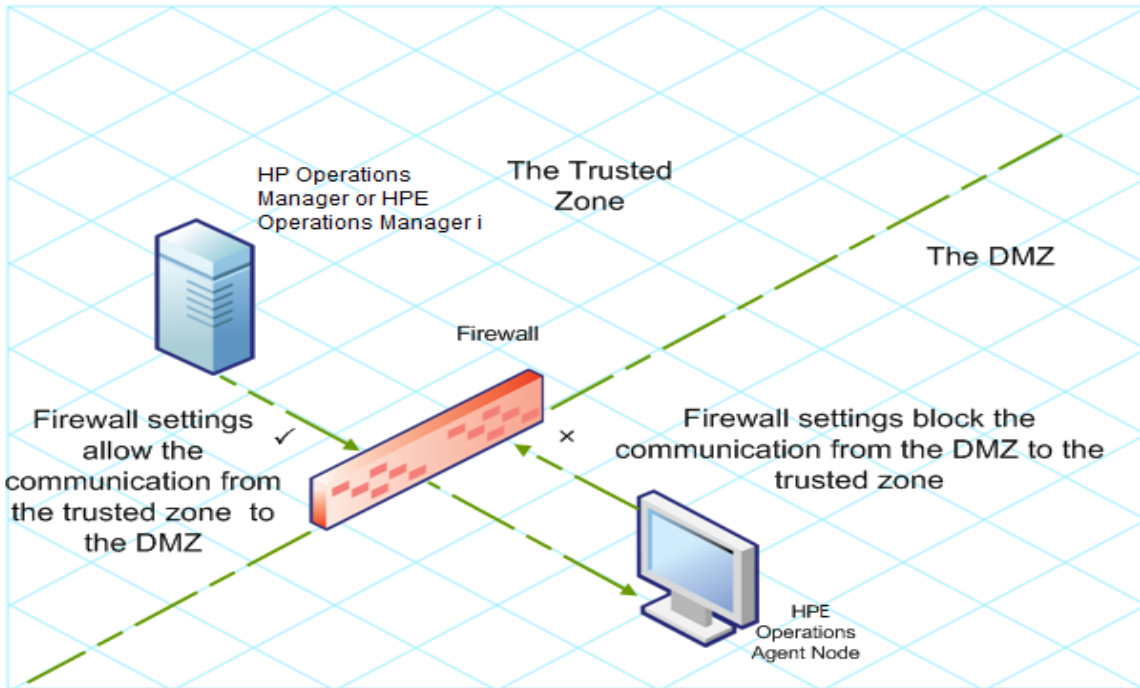 HP Operations
Manager or HPE
Operations Manager i
The Trusted
Zone
The DMZ
Firewall
Firewall settings
allow the
communication from
the trusted zone to
the DMZ
✓
×
Firewall settings block the
communication from the DMZ to the
trusted zone
HPE
Operations
Agent Node